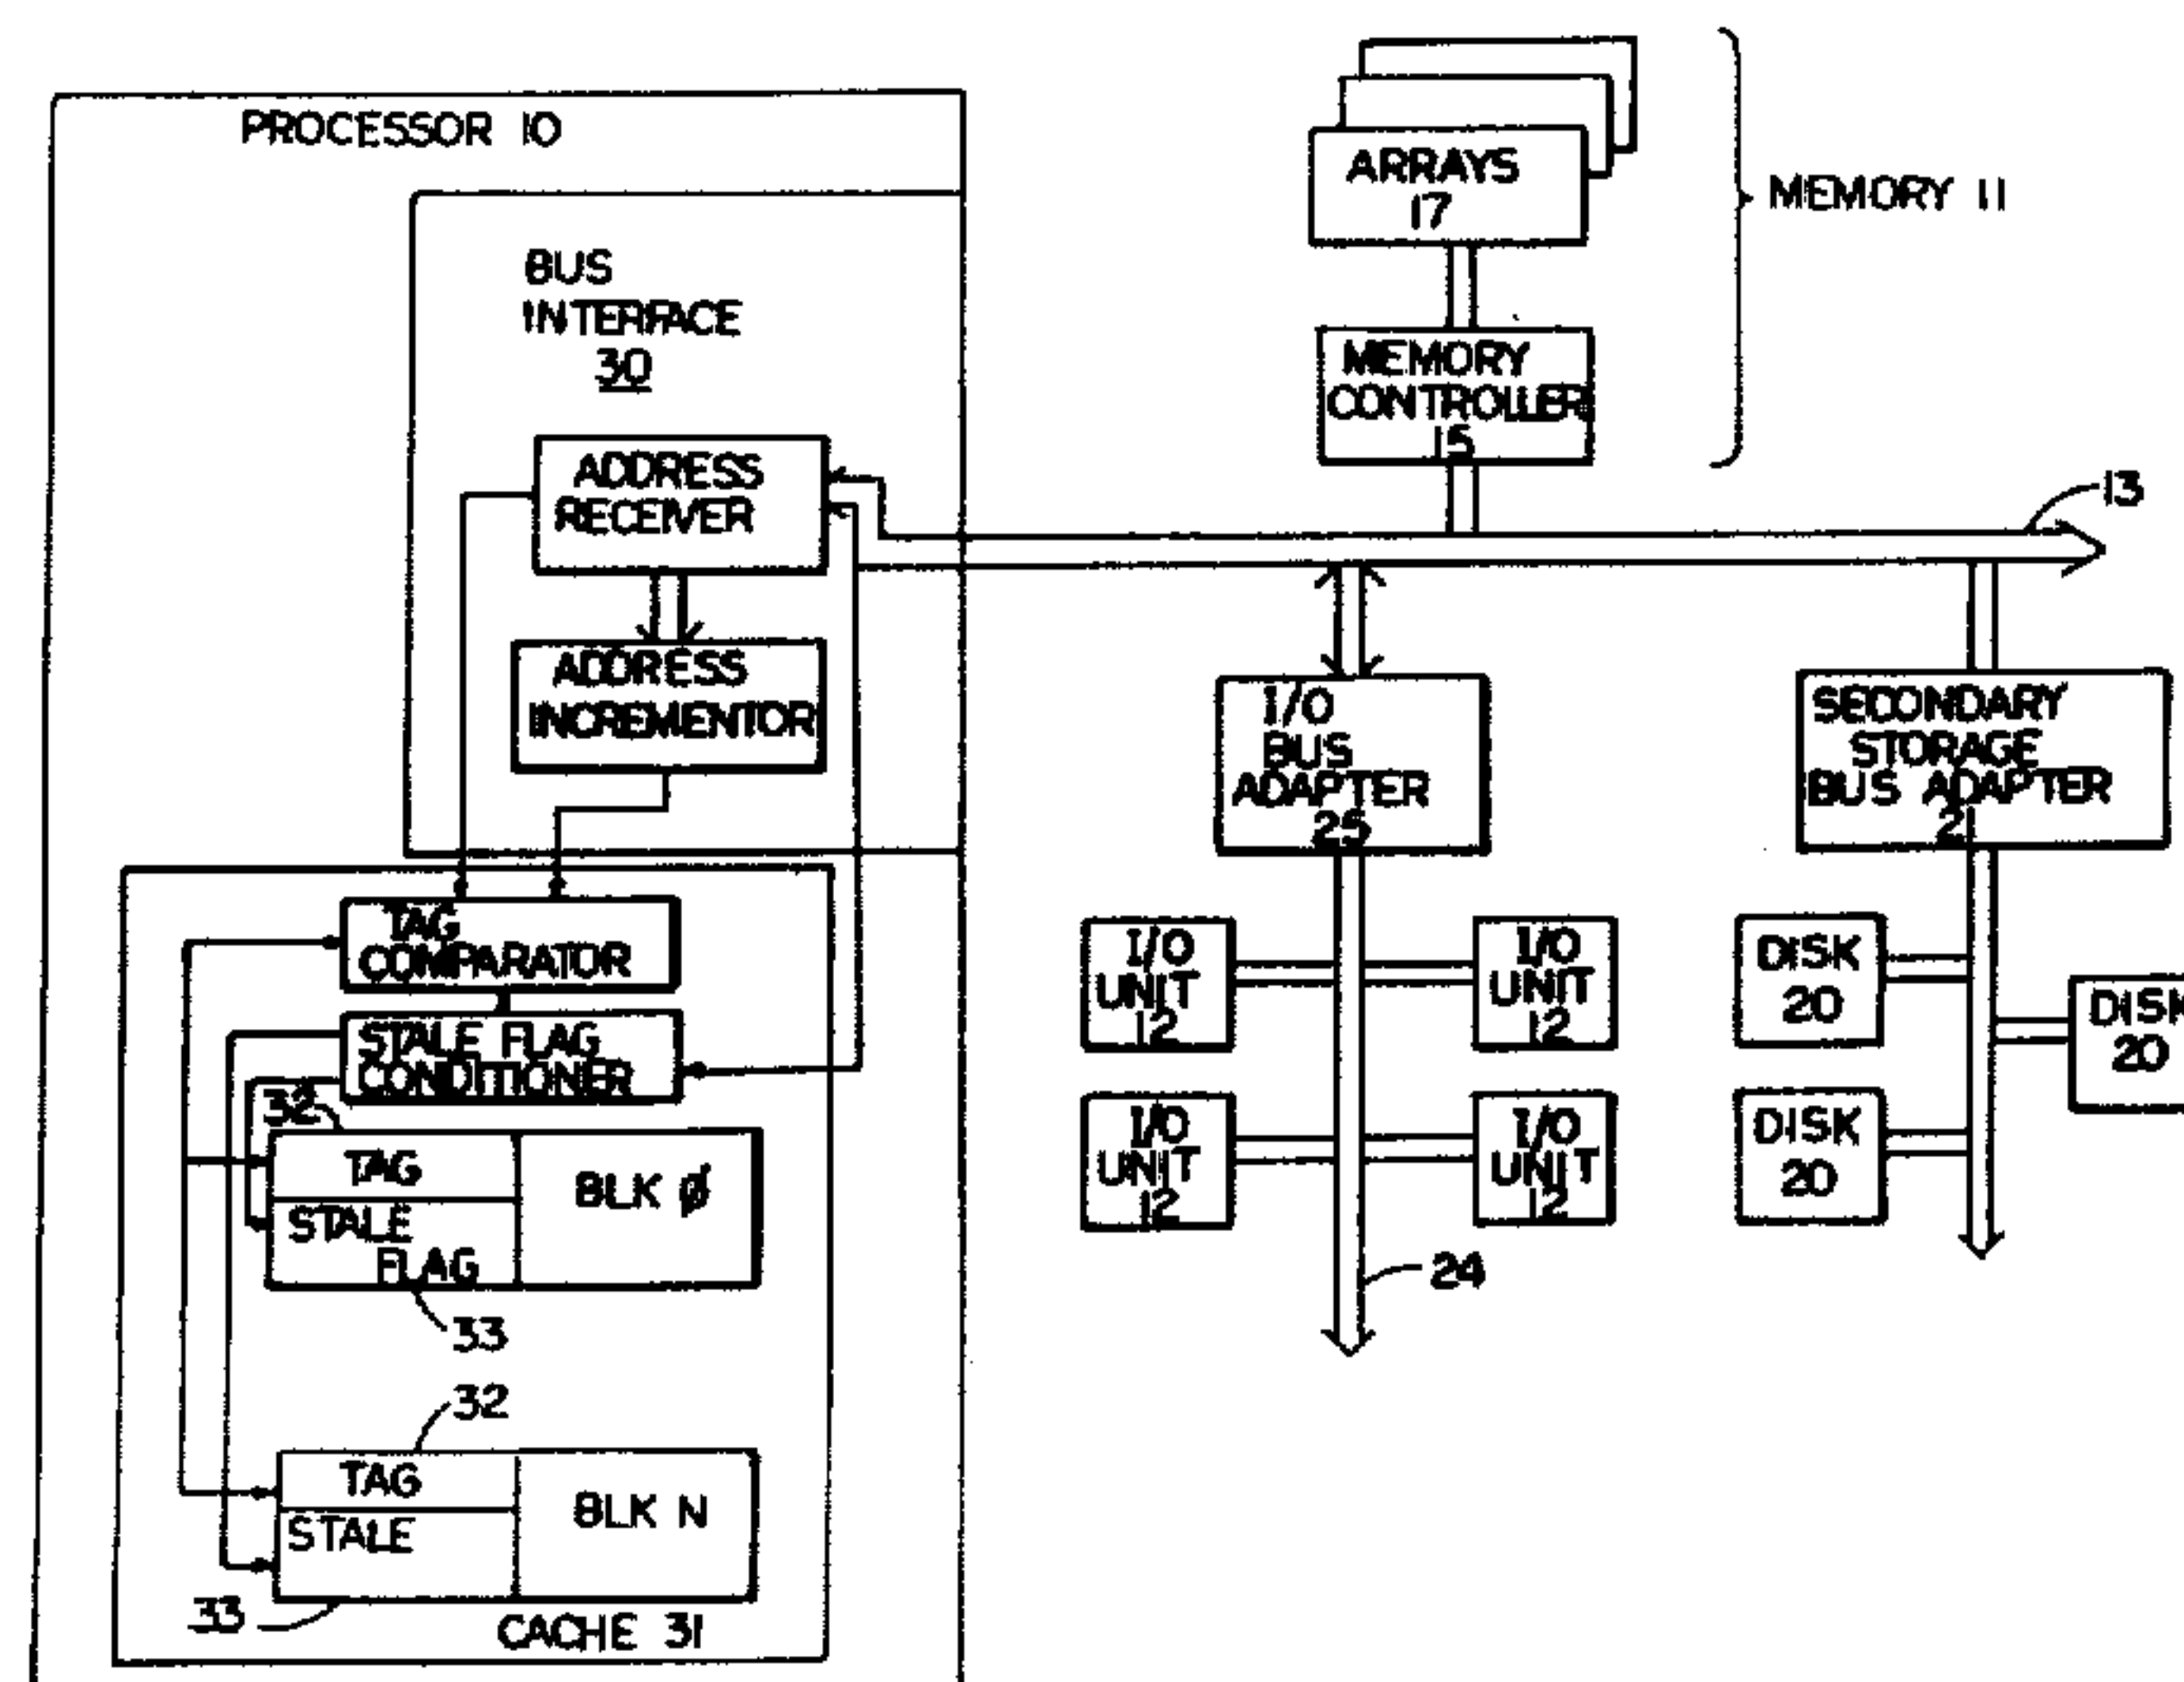 PROCESSOR 10
BUS
INTERFACE
30
ADDRESS
RECEIVER
ADDRESS
INCREMENTOR
TAG
COMPARATOR
STALE FLAG
CONDITIONER
32
TAG
STALE
FLAG
BLK Ø
33
32
TAG
STALE
BLK N
33
CACHE 31
ARRAYS
17
MEMORY 11
MEMORY
CONTROLLER
15
13
I/O
BUS
ADAPTER
25
SECONDARY
STORAGE
BUS ADAPTER
21
I/O
UNIT
12
I/O
UNIT
12
I/O
UNIT
12
I/O
UNIT
12
24
DISK
20
DISK
20
DISK
20